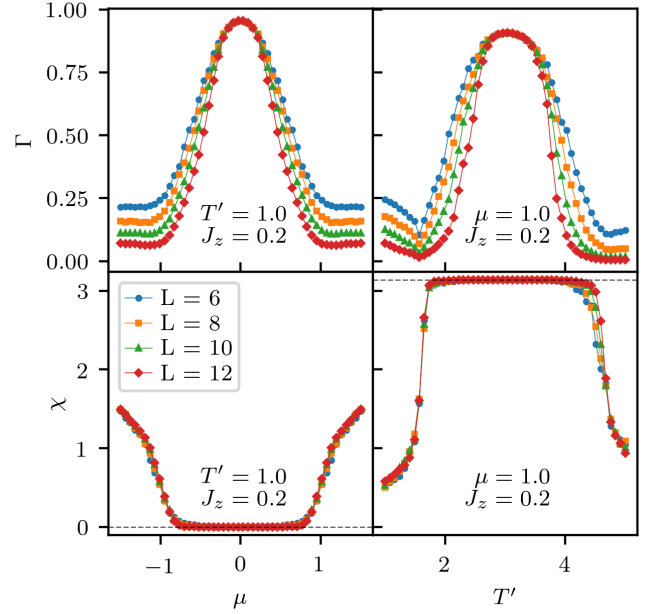 1.00
0.75
0.50
0.25
0.00
Γ
T′ = 1.0
J_z = 0.2
μ = 1.0
J_z = 0.2
3
2
1
0
χ
L = 6
L = 8
L = 10
L = 12
T′ = 1.0
J_z = 0.2
μ = 1.0
J_z = 0.2
−1 0 1
2 4
μ
T′